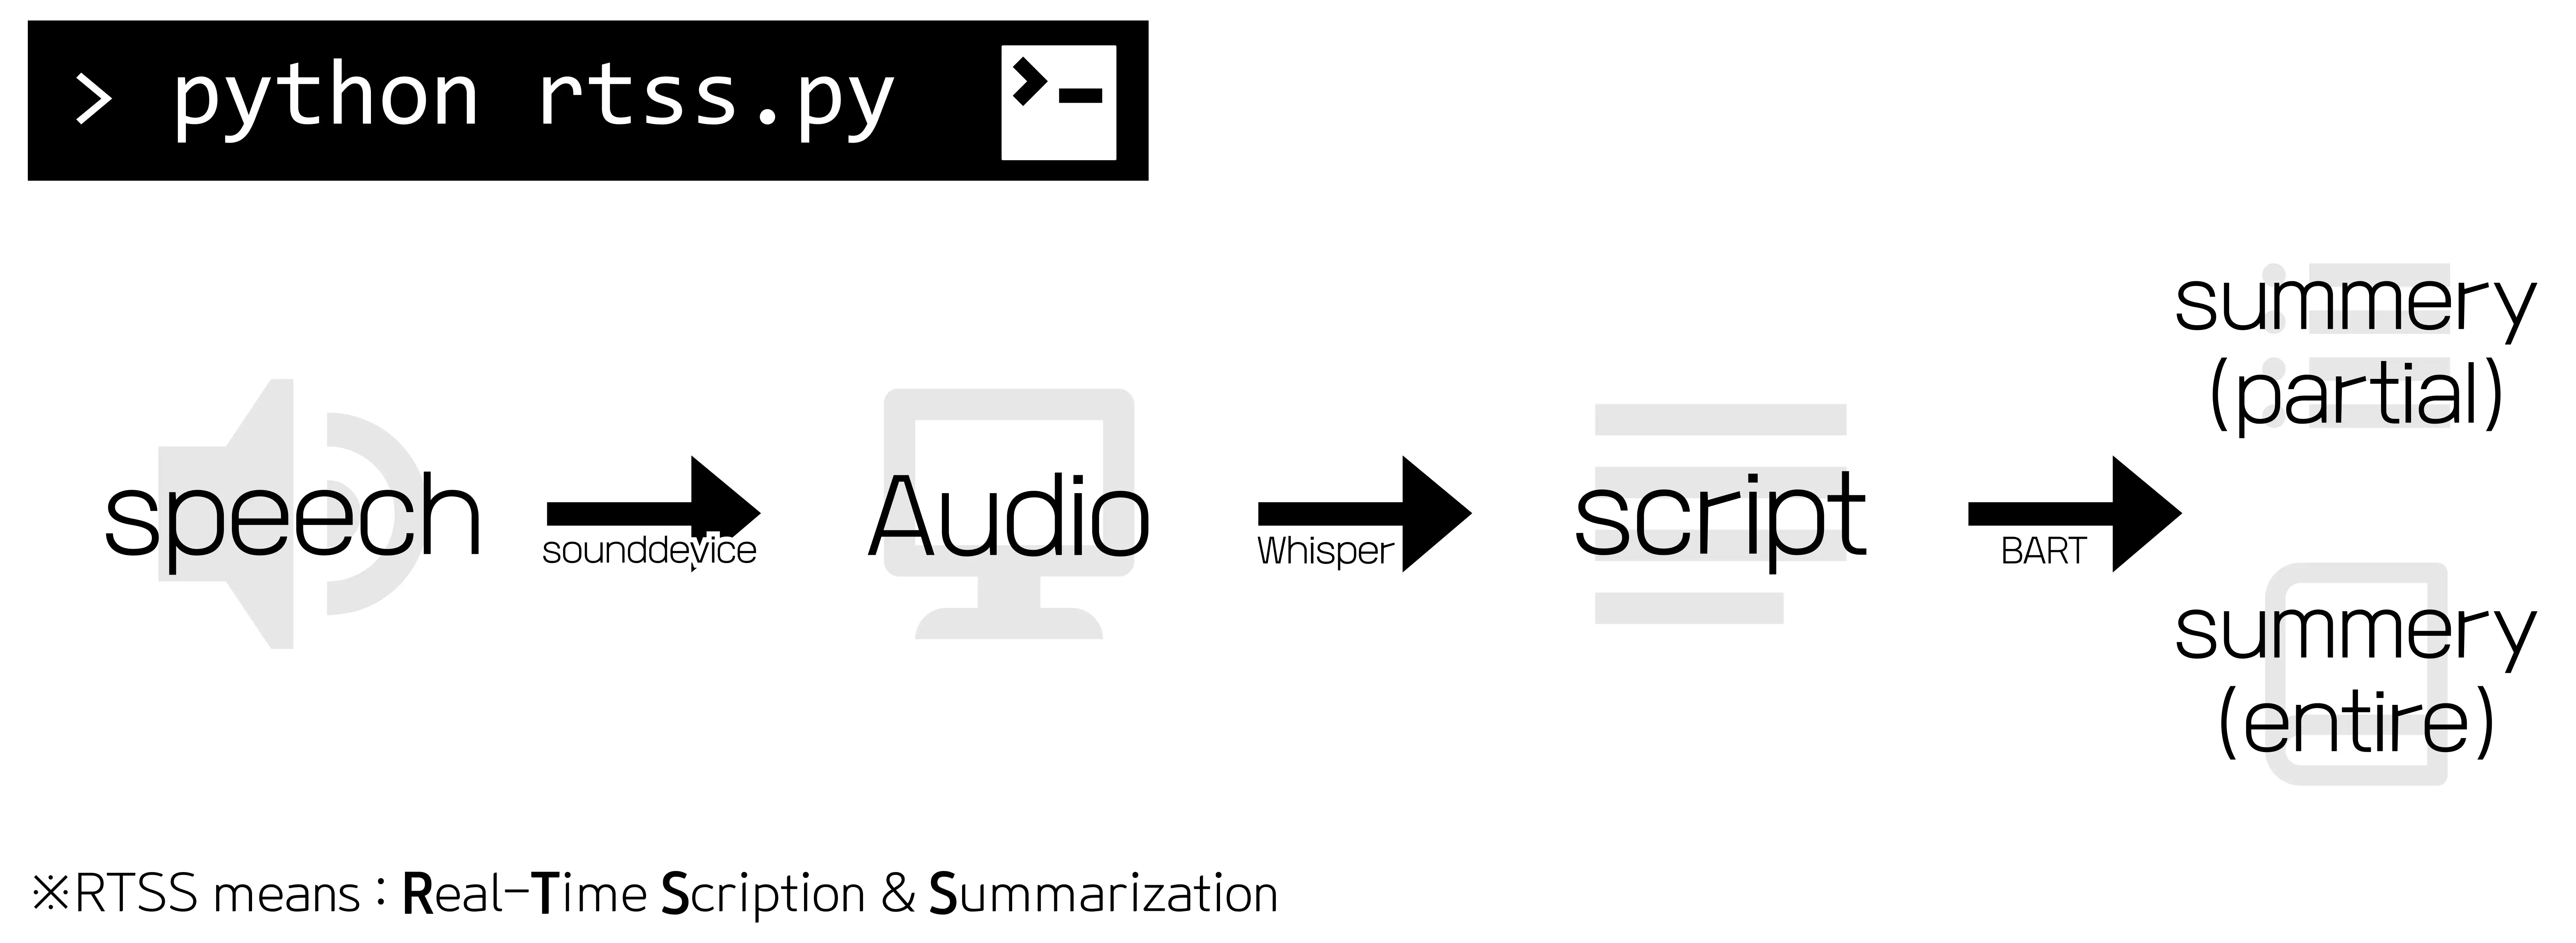 > python rtss.py >_
summery
(partial)
speech
sounddevice
Audio
Whisper
script
BART
summery
(entire)
※RTSS means : Real-Time Scription & Summarization